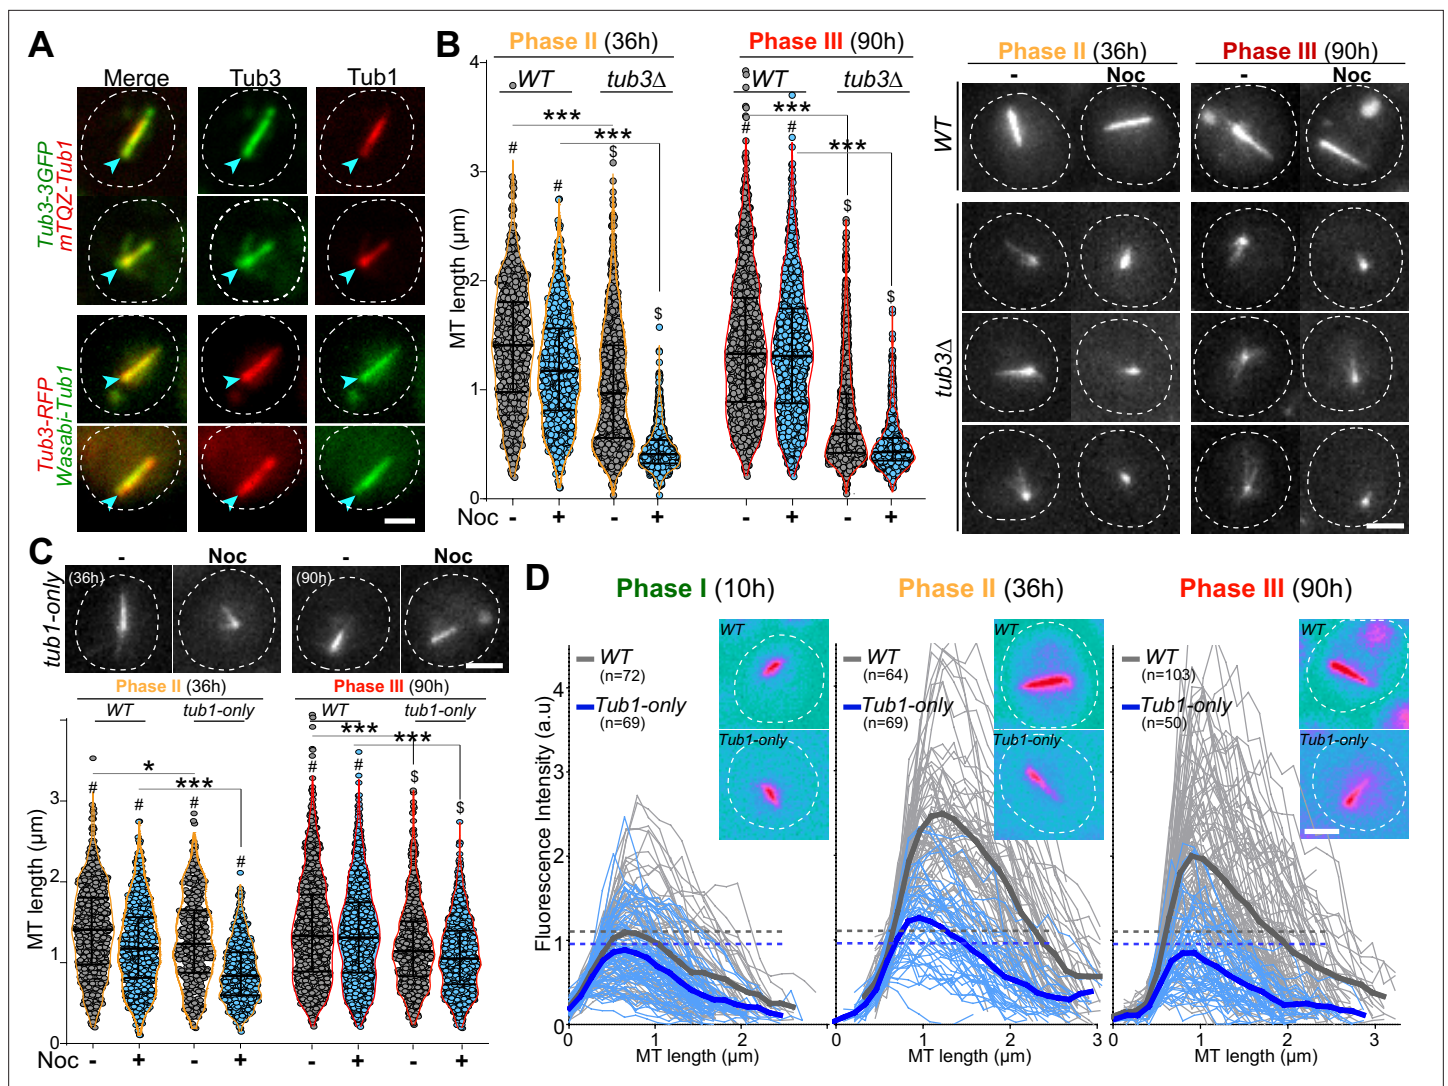 A
Merge
Tub3
Tub1
Tub3-3GFP
mTQZ-Tub1
Tub3-RFP
Wasabi-Tub1
B
Phase II (36h)
Phase III (90h)
WT
tub3Δ
WT
tub3Δ
MT length (µm)
4
3
2
1
0
***
***
***
***
#
#
$
$
#
#
$
$
Noc
-
+
-
+
-
+
-
+
Phase II (36h)
Phase III (90h)
-
Noc
-
Noc
WT
tub3Δ
C
-
Noc
-
Noc
tub1-only
(36h)
(90h)
Phase II (36h)
Phase III (90h)
WT
tub1-only
WT
tub1-only
MT length (µm)
3
2
1
0
*
***
***
***
#
#
#
#
#
#
$
$
Noc
-
+
-
+
-
+
-
+
D
Phase I (10h)
Phase II (36h)
Phase III (90h)
Fluorescence Intensity (a.u)
4
3
2
1
0
WT
(n=72)
Tub1-only
(n=69)
WT
Tub1-only
0
1
2
MT length (µm)
WT
(n=64)
Tub1-only
(n=69)
WT
Tub1-only
0
1
2
3
MT length (µm)
WT
(n=103)
Tub1-only
(n=50)
WT
Tub1-only
0
1
2
3
MT length (µm)